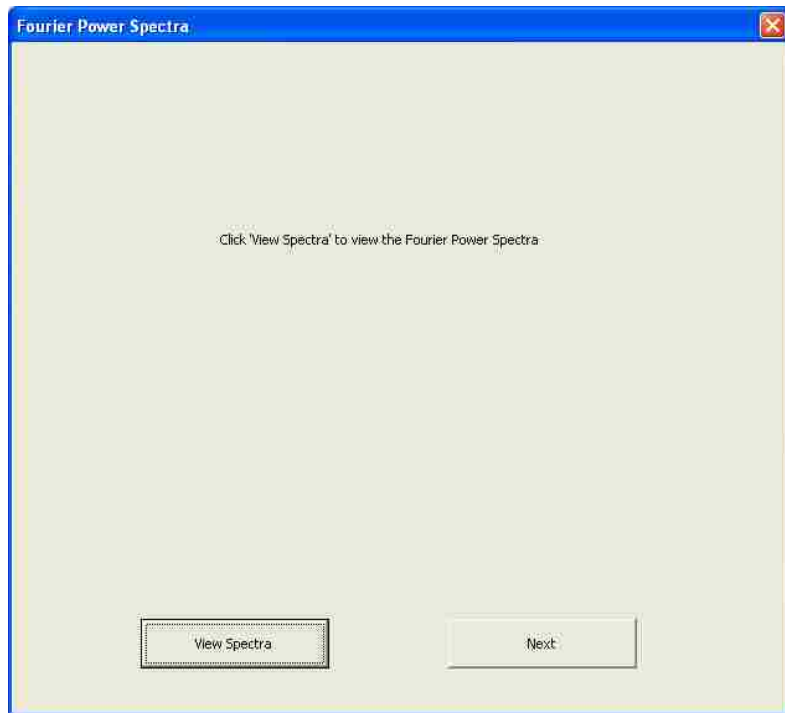 Fourier Power Spectra
Click 'View Spectra' to view the Fourier Power Spectra
View Spectra
Next